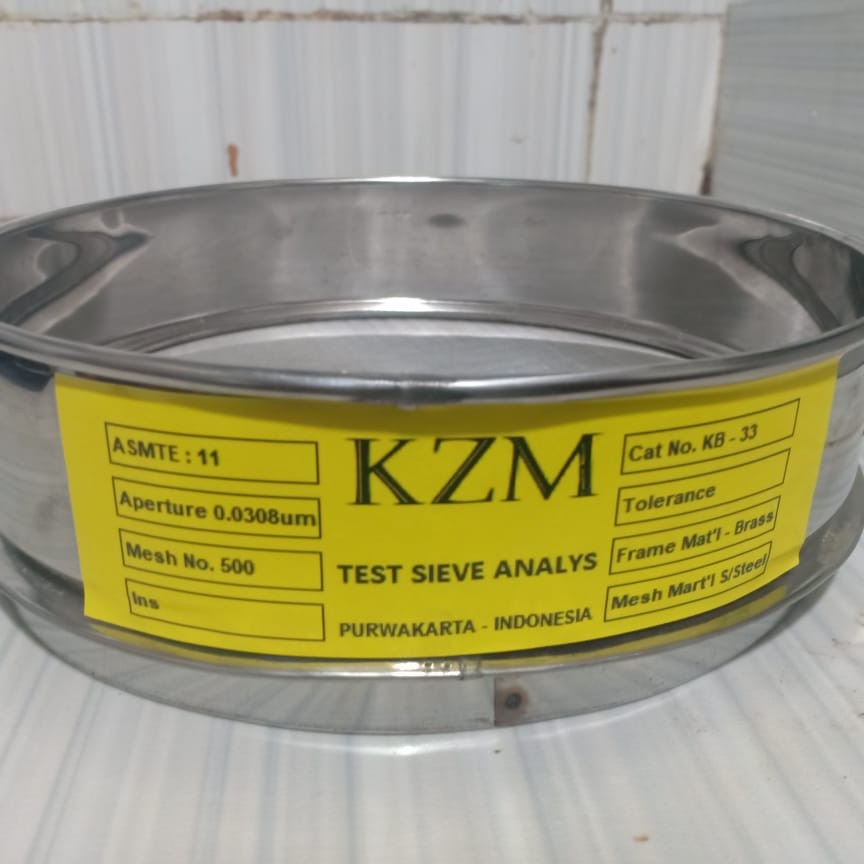 ASMTE : 11
Aperture 0.0308um
Mesh No. 500
Ins
KZM
TEST SIEVE ANALYS
PURWAKARTA - INDONESIA
Cat No. KB - 33
Tolerance
Frame Mat'l - Brass
Mesh Mart'l S/Steel